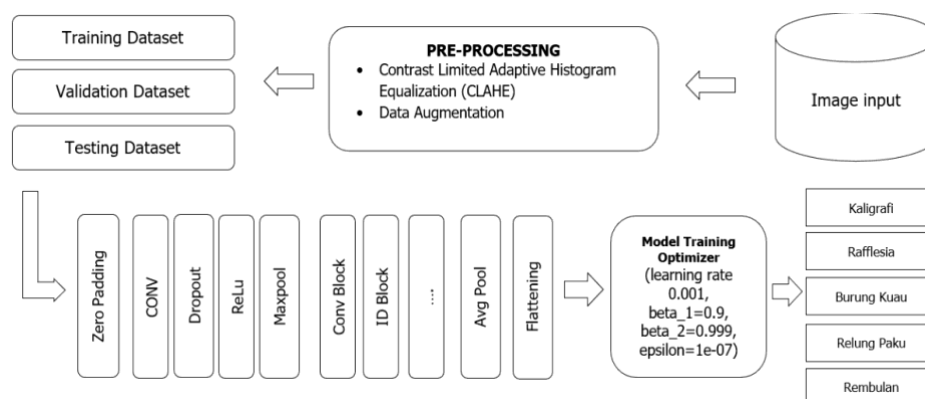 Training Dataset
Validation Dataset
Testing Dataset
PRE-PROCESSING
• Contrast Limited Adaptive Histogram
Equalization (CLAHE)
• Data Augmentation
Image input
Zero Padding
CONV
Dropout
ReLu
Maxpool
Conv Block
ID Block
....
Avg Pool
Flattening
Model Training
Optimizer
(learning rate
0.001,
beta_1=0.9,
beta_2=0.999,
epsilon=1e-07)
Kaligrafi
Rafflesia
Burung Kuau
Relung Paku
Rembulan